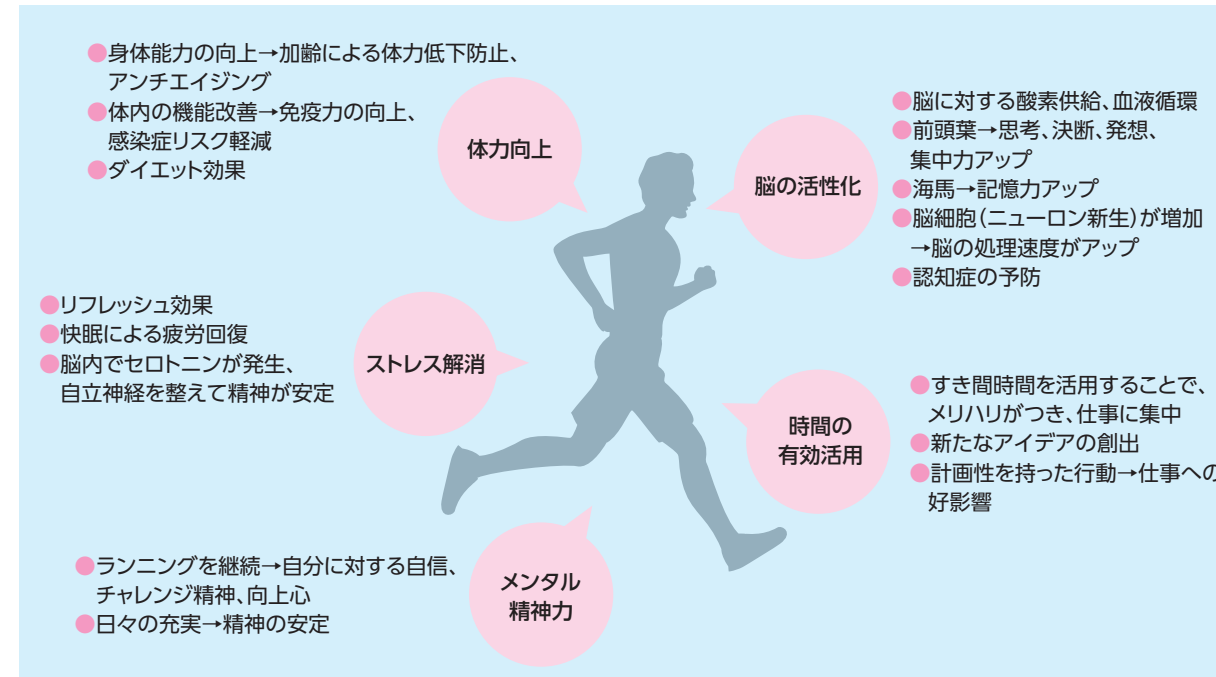 ●身体能力の向上→加齢による体力低下防止、
アンチエイジング
●体内の機能改善→免疫力の向上、
感染症リスク軽減
●ダイエット効果
体力向上
脳の活性化
●脳に対する酸素供給、血液循環
●前頭葉→思考、決断、発想、
集中力アップ
●海馬→記憶力アップ
●脳細胞(ニューロン新生)が増加
→脳の処理速度がアップ
●認知症の予防
●リフレッシュ効果
●快眠による疲労回復
●脳内でセロトニンが発生、
自立神経を整えて精神が安定
ストレス解消
時間の
有効活用
●すき間時間を活用することで、
メリハリがつき、仕事に集中
●新たなアイデアの創出
●計画性を持った行動→仕事への
好影響
●ランニングを継続→自分に対する自信、
チャレンジ精神、向上心
●日々の充実→精神の安定
メンタル
精神力